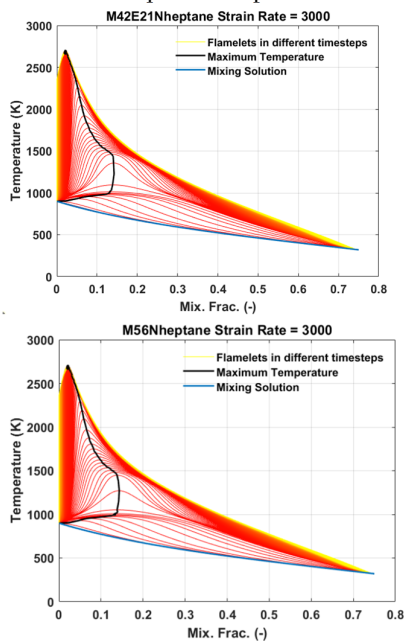 M42E21Nheptane Strain Rate = 3000
3000
2500
2000
1500
1000
500
0
Temperature (K)
Flamelets in different timesteps
Maximum Temperature
Mixing Solution
0 0.1 0.2 0.3 0.4 0.5 0.6 0.7 0.8
Mix. Frac. (-)
M56Nheptane Strain Rate = 3000
3000
2500
2000
1500
1000
500
0
Temperature (K)
Flamelets in different timesteps
Maximum Temperature
Mixing Solution
0 0.1 0.2 0.3 0.4 0.5 0.6 0.7 0.8
Mix. Frac. (-)